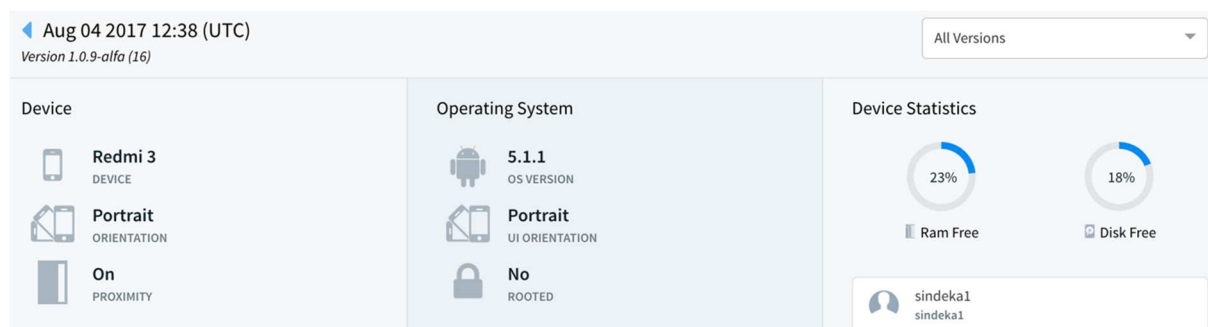 Aug 04 2017 12:38 (UTC)
Version 1.0.9-alfa (16)
All Versions
Device
Redmi 3
DEVICE
Portrait
ORIENTATION
On
PROXIMITY
Operating System
5.1.1
OS VERSION
Portrait
UI ORIENTATION
No
ROOTED
Device Statistics
23%
Ram Free
18%
Disk Free
sindeka1
sindeka1